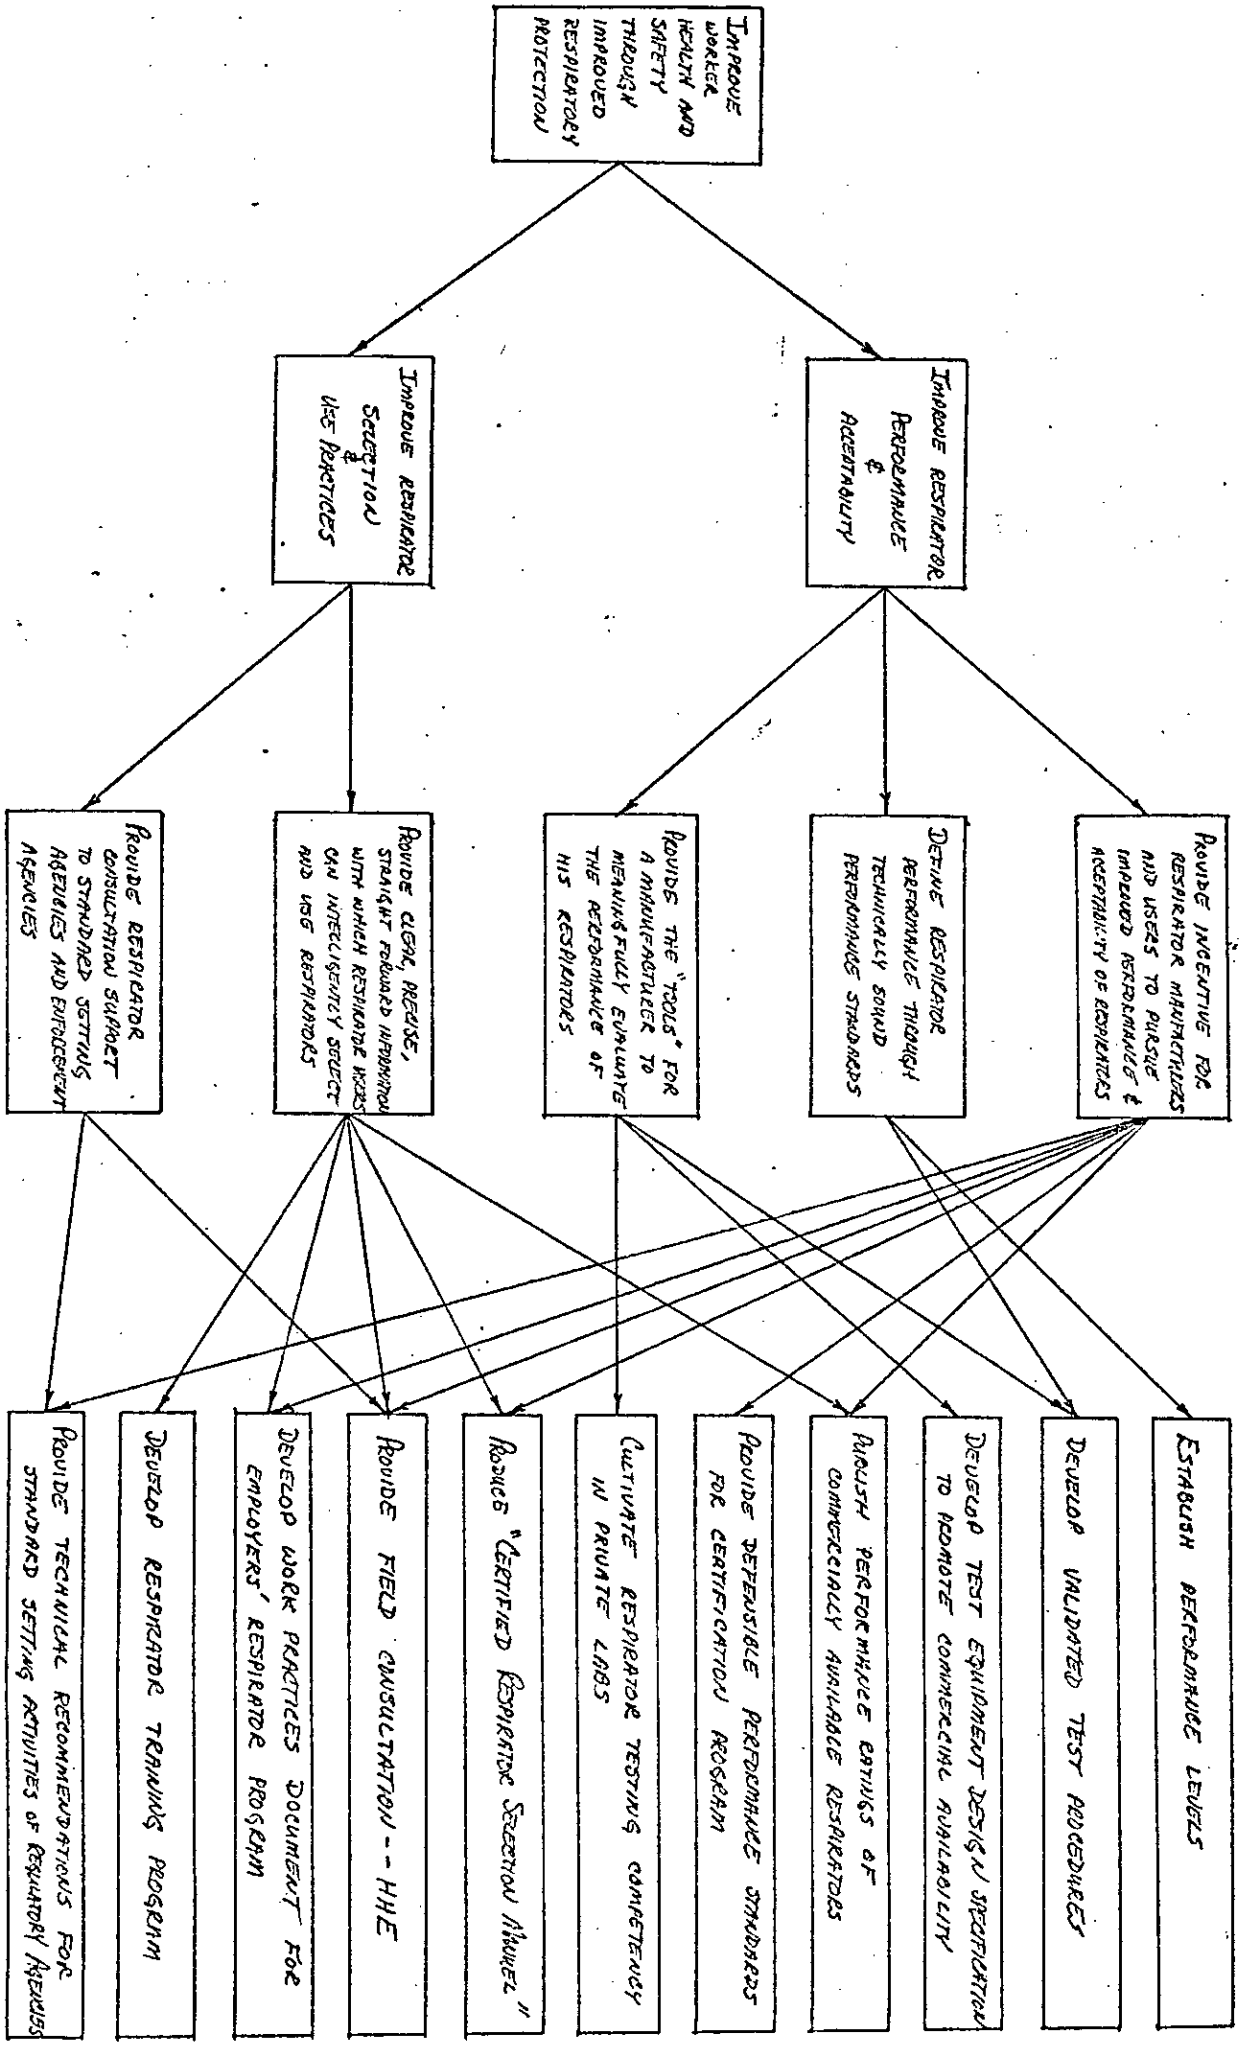 IMPROVE
WORKER
HEALTH AND
SAFETY
THROUGH
IMPROVED
RESPIRATORY
PROTECTION
IMPROVE RESPIRATOR
PERFORMANCE
&
ACCEPTABILITY
IMPROVE RESPIRATOR
SELECTION
&
USE PRACTICES
PROVIDE INCENTIVE FOR
RESPIRATOR MANFACTURERS
AND USERS TO PURSUE
IMPROVED PERFORMANCE &
ACCEPTABILITY OF RESPIRATORS
DEFINE RESPIRATOR
PERFORMANCE THROUGH
TECHNICALLY SOUND
PERFORMANCE STANDARDS
PROVIDE THE "TOOLS" FOR
A MANUFACTURER TO
MEANINGFULLY EVALUATE
THE PERFORMANCE OF
HIS RESPIRATORS
PROVIDE CLEAR, PRECISE,
STRAIGHT FORWARD INFORMATION
WITH WHICH RESPIRATOR USERS
CAN INTELLIGENTLY SELECT
AND USE RESPIRATORS
PROVIDE RESPIRATOR
CONSULTATION SUPPORT
TO STANDARD SETTING
AGENCIES AND ENFORCEMENT
AGENCIES
ESTABLISH PERFORMANCE LEVELS
DEVELOP VALIDATED TEST PROCEDURES
DEVELOP TEST EQUIPMENT DESIGN SPECIFICATION
TO PROMOTE COMMERCIAL AVAILABILITY
PUBLISH PERFORMANCE RATINGS OF
COMMERCIALLY AVAILABLE RESPIRATORS
PROVIDE DEFENSIBLE PERFORMANCE STANDARDS
FOR CERTIFICATION PROGRAM
CULTIVATE RESPIRATOR TESTING COMPETENCY
IN PRIVATE LABS
PRODUCE "CERTIFIED RESPIRATOR SELECTION MANUEL"
PROVIDE FIELD CONSULTATION -- HHE
DEVELOP WORK PRACTICES DOCUMENT FOR
EMPLOYERS' RESPIRATOR PROGRAM
DEVELOP RESPIRATOR TRAINING PROGRAM
PROVIDE TECHNICAL RECOMMENDATIONS FOR
STANDARD SETTING ACTIVITIES OF REGULATORY AGENCIES